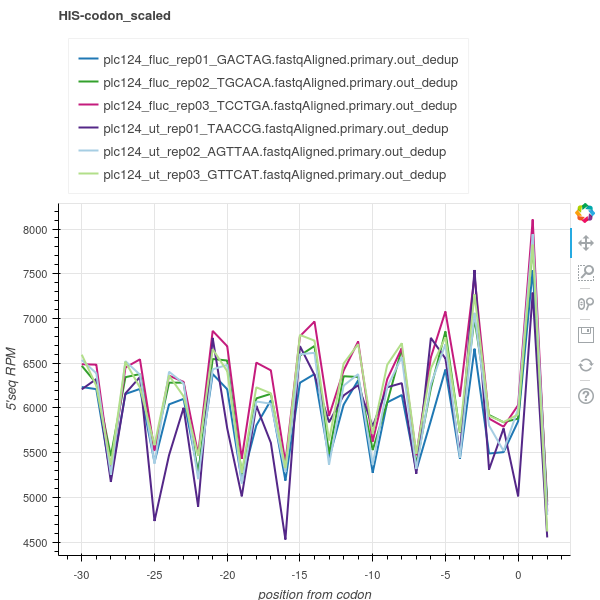 HIS-codon_scaled
plc124_fluc_rep01_GACTAG.fastqAligned.primary.out_dedup
plc124_fluc_rep02_TGCACA.fastqAligned.primary.out_dedup
plc124_fluc_rep03_TCCTGA.fastqAligned.primary.out_dedup
plc124_ut_rep01_TAACCG.fastqAligned.primary.out_dedup
plc124_ut_rep02_AGTTAA.fastqAligned.primary.out_dedup
plc124_ut_rep03_GTTCAT.fastqAligned.primary.out_dedup
8000
7500
7000
6500
6000
5500
5000
4500
5'seq RPM
-30 -25 -20 -15 -10 -5 0
position from codon